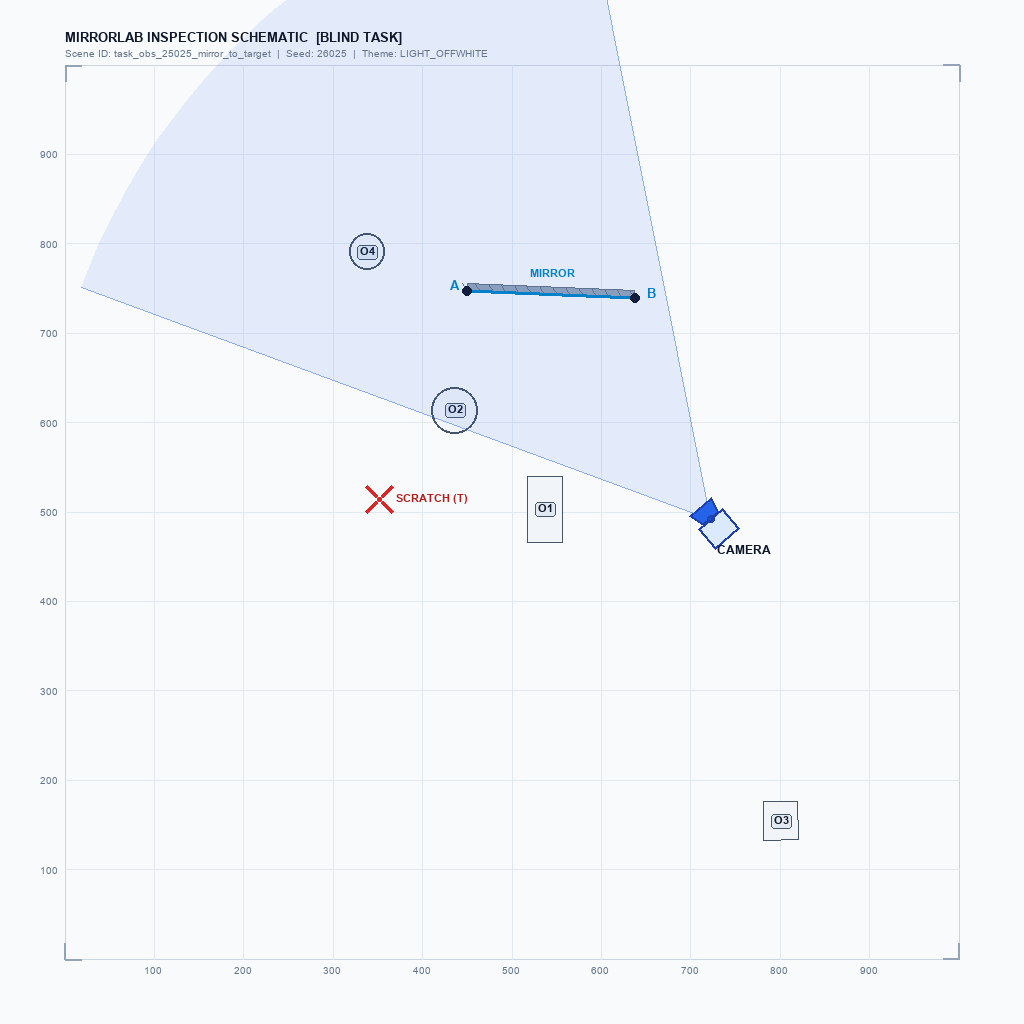 MIRRORLAB INSPECTION SCHEMATIC [BLIND TASK]
Scene ID: task_obs_25025_mirror_to_target | Seed: 26025 | Theme: LIGHT_OFFWHITE
900
800
O4
MIRROR
A
B
700
O2
600
SCRATCH (T)
O1
500
CAMERA
400
300
200
O3
100
100 200 300 400 500 600 700 800 900